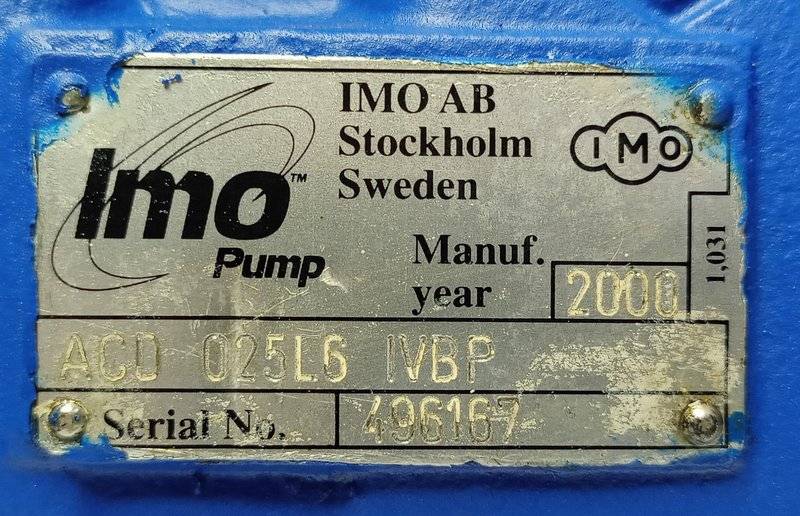 Imo™
Pump
IMO AB
Stockholm
Sweden
IMO
Manuf.
year
2000
1,031
ACD 025L6 IVBP
Serial No.
496167